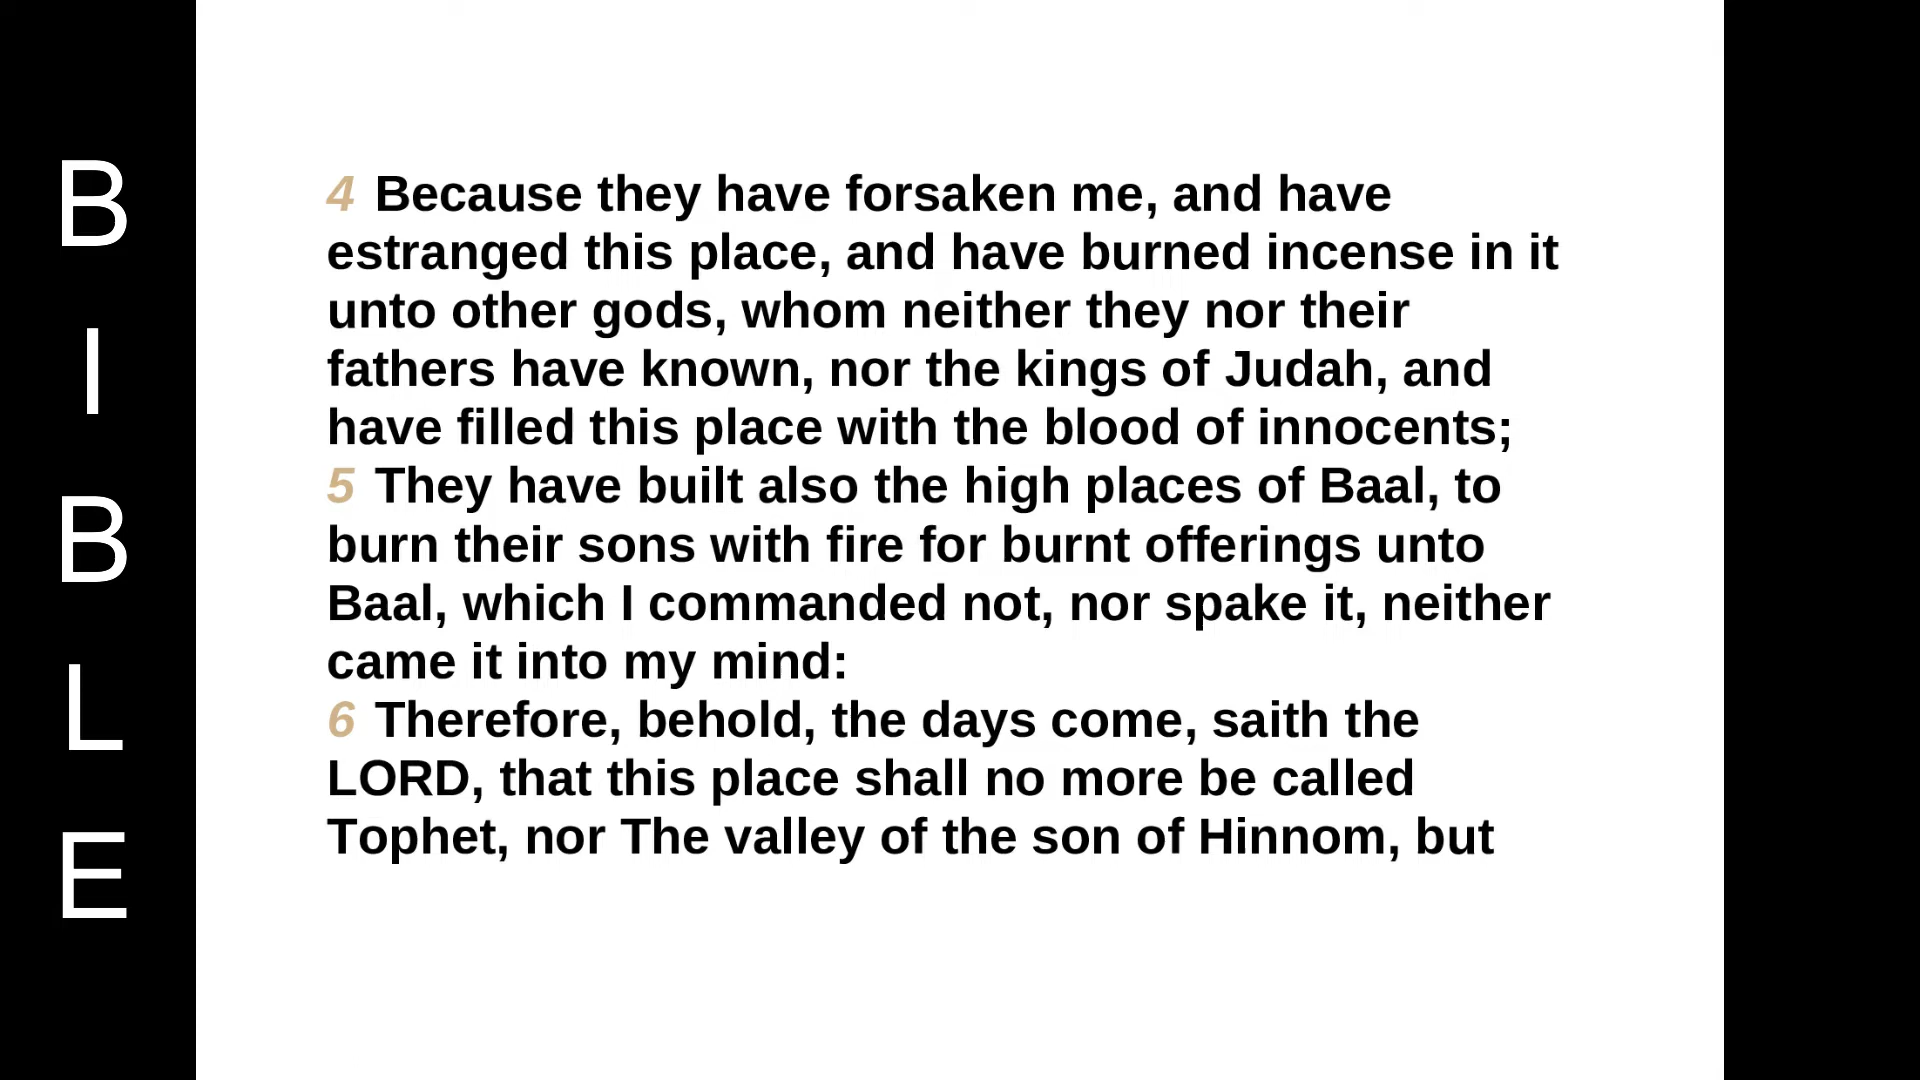 B
I
B
L
E
4 Because they have forsaken me, and have
estranged this place, and have burned incense in it
unto other gods, whom neither they nor their
fathers have known, nor the kings of Judah, and
have filled this place with the blood of innocents;
5 They have built also the high places of Baal, to
burn their sons with fire for burnt offerings unto
Baal, which I commanded not, nor spake it, neither
came it into my mind:
6 Therefore, behold, the days come, saith the
LORD, that this place shall no more be called
Tophet, nor The valley of the son of Hinnom, but